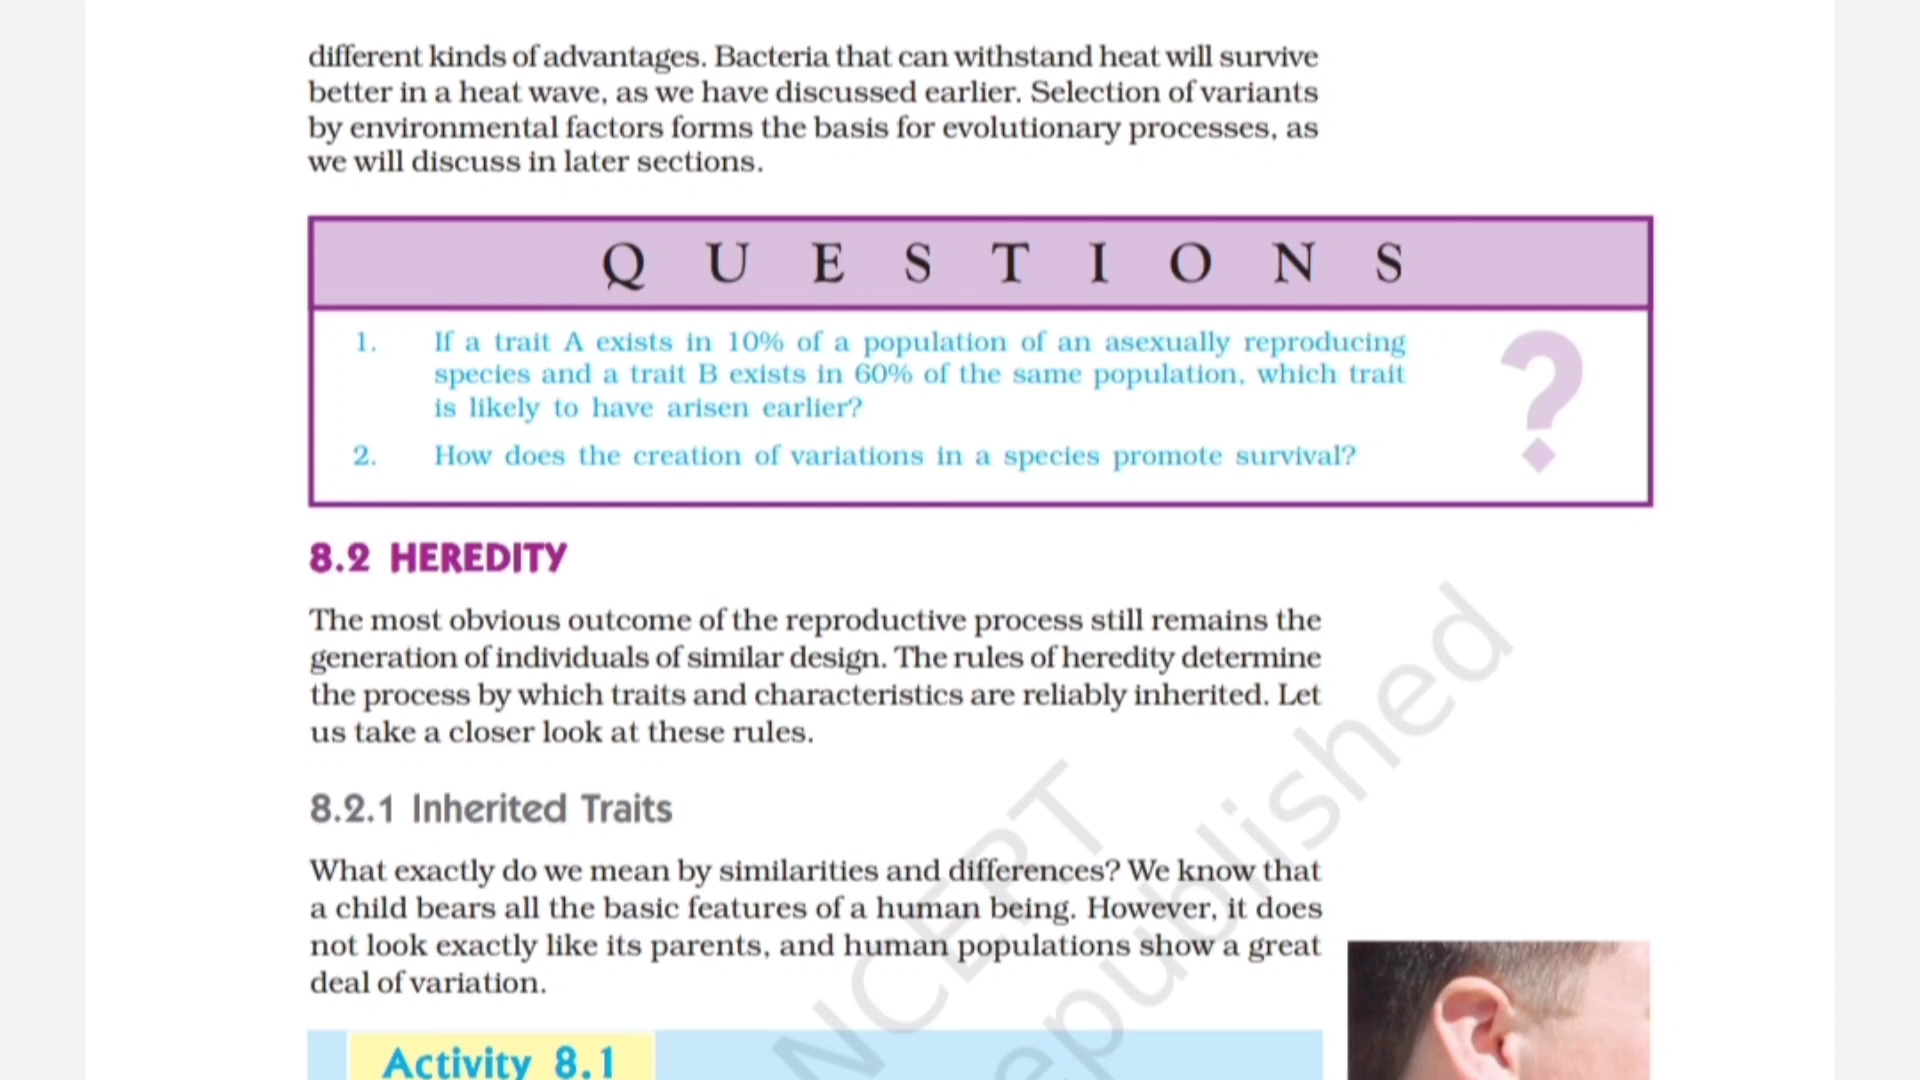 different kinds of advantages. Bacteria that can withstand heat will survive
better in a heat wave, as we have discussed earlier. Selection of variants
by environmental factors forms the basis for evolutionary processes, as
we will discuss in later sections.
Q U E S T I O N S
1. If a trait A exists in 10% of a population of an asexually reproducing
species and a trait B exists in 60% of the same population, which trait
is likely to have arisen earlier?
2. How does the creation of variations in a species promote survival?
?
8.2 HEREDITY
The most obvious outcome of the reproductive process still remains the
generation of individuals of similar design. The rules of heredity determine
the process by which traits and characteristics are reliably inherited. Let
us take a closer look at these rules.
8.2.1 Inherited Traits
What exactly do we mean by similarities and differences? We know that
a child bears all the basic features of a human being. However, it does
not look exactly like its parents, and human populations show a great
deal of variation.
Activity 8.1
NCERT
epublished